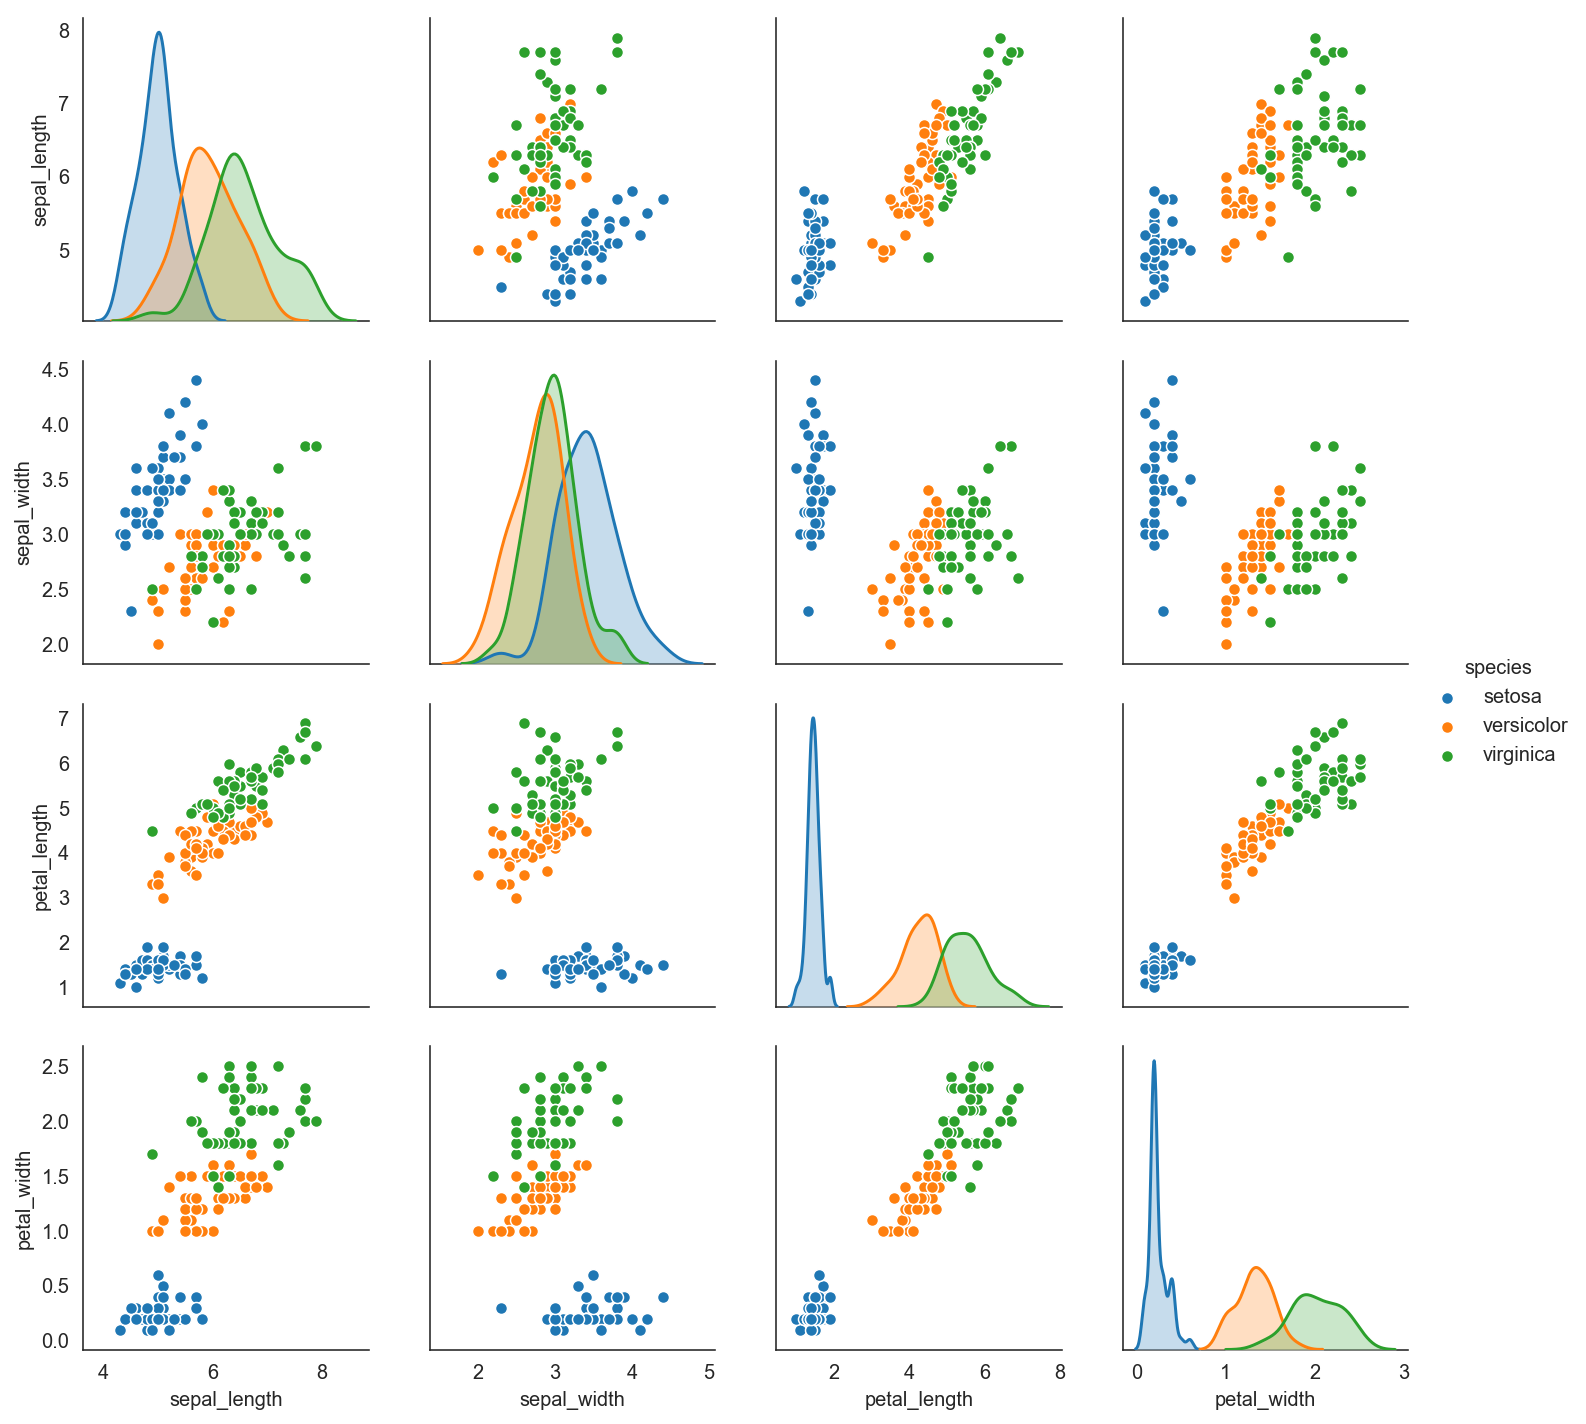 sepal_length
8
7
6
5
sepal_width
4.5
4.0
3.5
3.0
2.5
2.0
petal_length
7
6
5
4
3
2
1
petal_width
2.5
2.0
1.5
1.0
0.5
0.0
4 6 8
sepal_length
2 3 4 5
sepal_width
2 4 6 8
petal_length
0 1 2 3
petal_width
species
setosa
versicolor
virginica